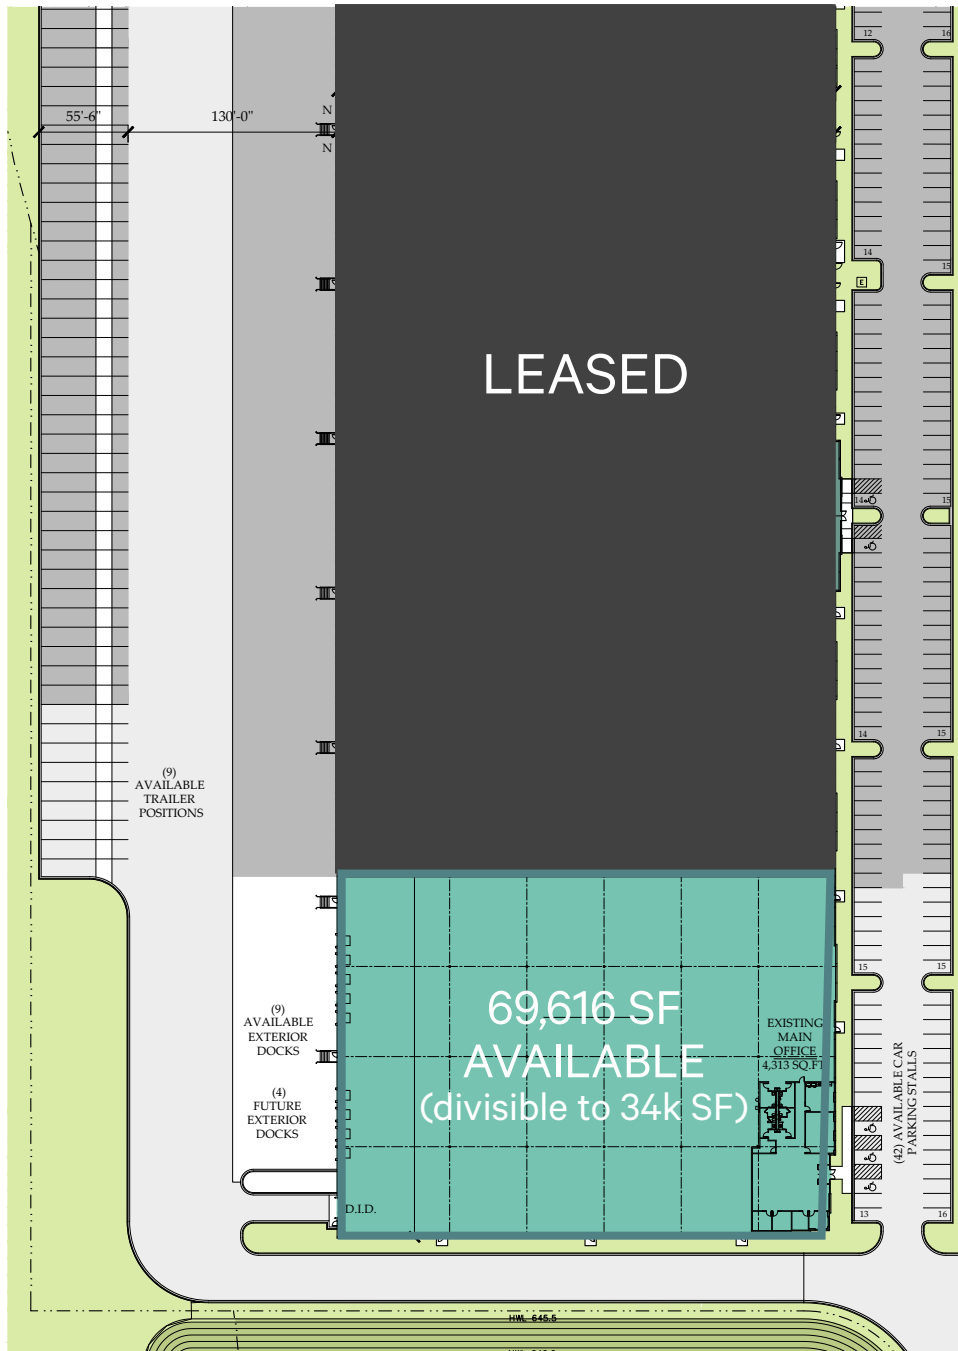 12
16
55'-6"
130'-0"
N
N
14
15
E
LEASED
14
15
14
15
(9)
AVAILABLE
TRAILER
POSITIONS
15
15
69,616 SF
AVAILABLE
(divisible to 34k SF)
(9)
AVAILABLE
EXTERIOR
DOCKS
(4)
FUTURE
EXTERIOR
DOCKS
EXISTING
MAIN
OFFICE
4,313 SQ.FT
(42) AVAILABLE CAR
PARKING STALLS
D.I.D.
13
16
HWL 645.5